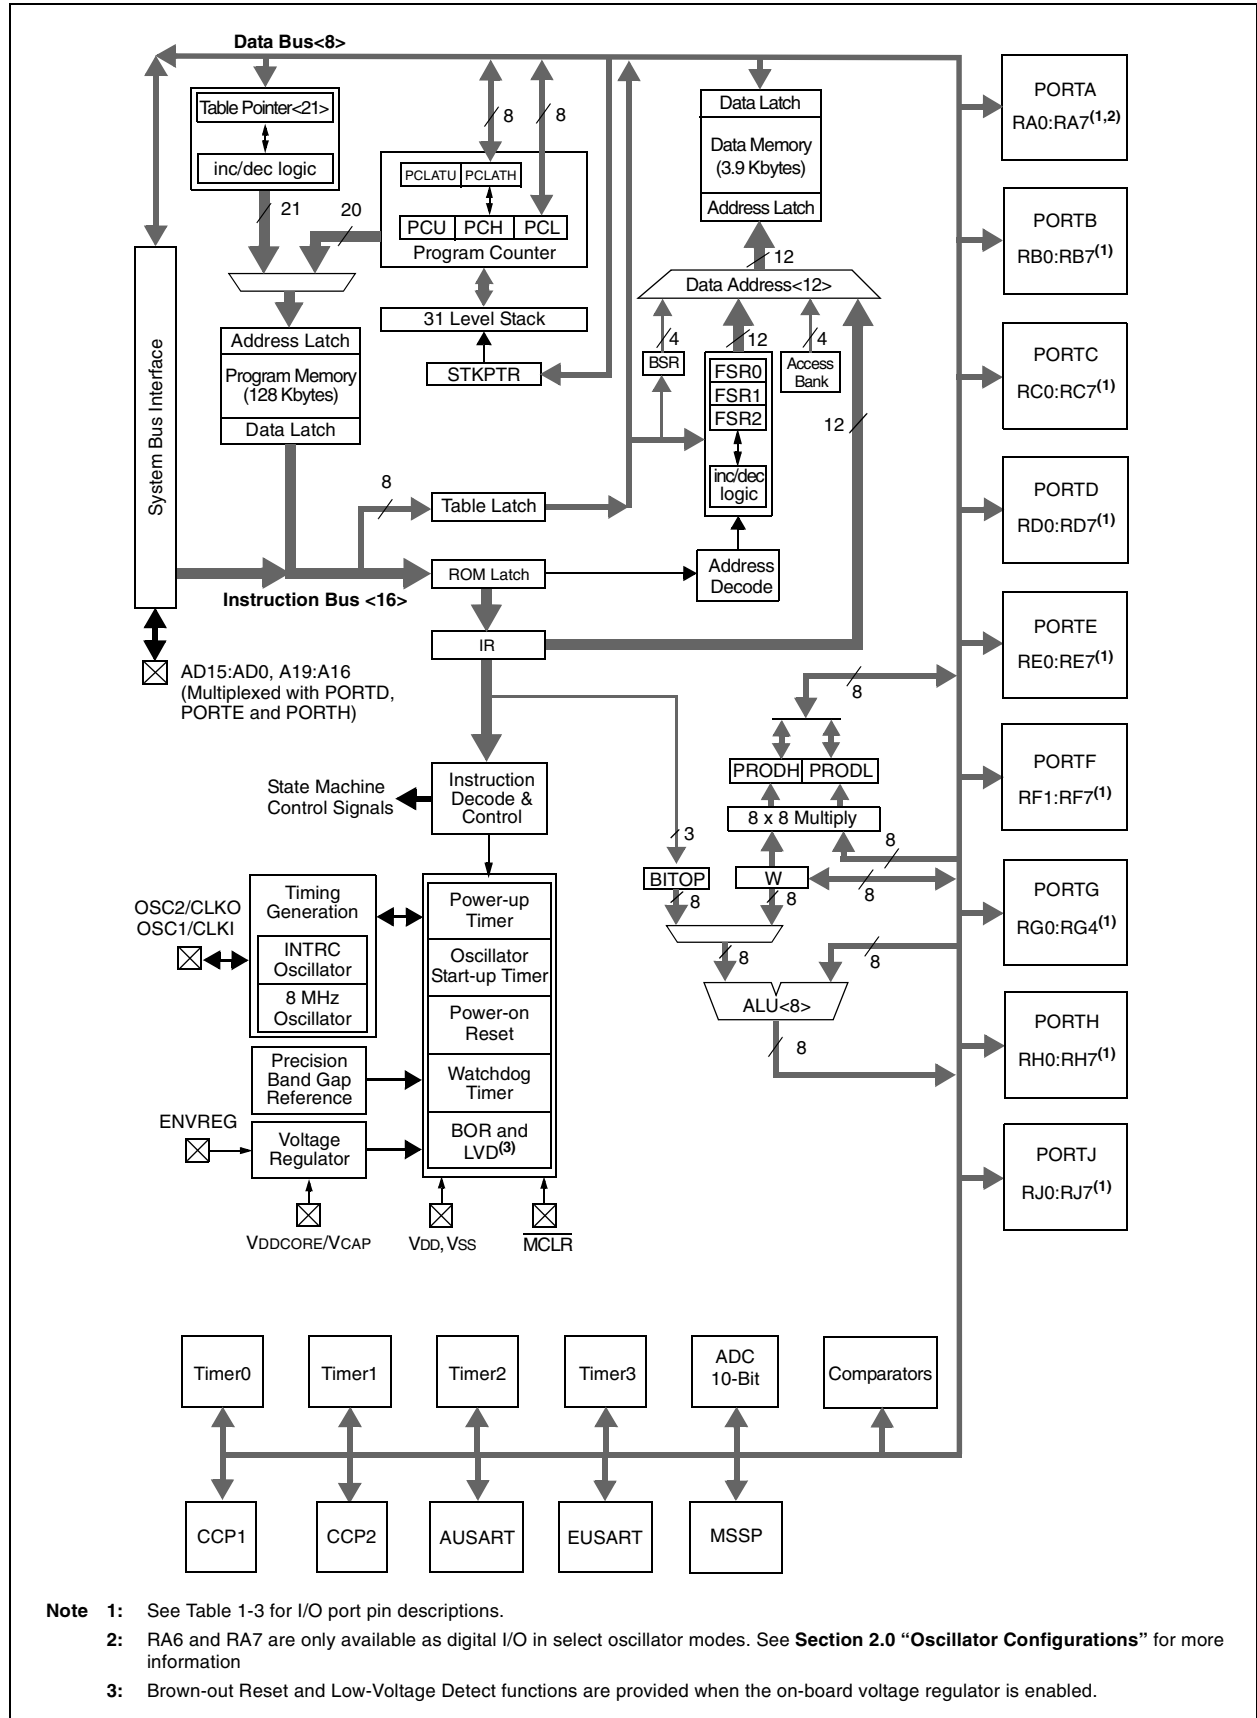 Data Bus<8>
Table Pointer<21>
inc/dec logic
21
20
8
8
PCLATU PCLATH
PCU PCH PCL
Program Counter
31 Level Stack
STKPTR
Data Latch
Data Memory
(3.9 Kbytes)
Address Latch
12
Data Address<12>
4
12
4
BSR
FSR0
FSR1
FSR2
inc/dec
logic
Access
Bank
12
System Bus Interface
Address Latch
Program Memory
(128 Kbytes)
Data Latch
8
Table Latch
ROM Latch
Address
Decode
Instruction Bus <16>
IR
AD15:AD0, A19:A16
(Multiplexed with PORTD,
PORTE and PORTH)
8
PRODH PRODL
8 x 8 Multiply
State Machine
Control Signals
Instruction
Decode &
Control
3
8
BITOP
W
8
8
8
8
8
ALU<8>
8
OSC2/CLKO
OSC1/CLKI
Timing
Generation
INTRC
Oscillator
8 MHz
Oscillator
Power-up
Timer
Oscillator
Start-up Timer
Power-on
Reset
Watchdog
Timer
BOR and
LVD(3)
Precision
Band Gap
Reference
ENVREG
Voltage
Regulator
VDDCORE/VCAP
VDD, VSS
MCLR
PORTA
RA0:RA7(1,2)
PORTB
RB0:RB7(1)
PORTC
RC0:RC7(1)
PORTD
RD0:RD7(1)
PORTE
RE0:RE7(1)
PORTF
RF1:RF7(1)
PORTG
RG0:RG4(1)
PORTH
RH0:RH7(1)
PORTJ
RJ0:RJ7(1)
Timer0
Timer1
Timer2
Timer3
ADC
10-Bit
Comparators
CCP1
CCP2
AUSART
EUSART
MSSP
Note 1: See Table 1-3 for I/O port pin descriptions.
2: RA6 and RA7 are only available as digital I/O in select oscillator modes. See Section 2.0 “Oscillator Configurations” for more
information
3: Brown-out Reset and Low-Voltage Detect functions are provided when the on-board voltage regulator is enabled.